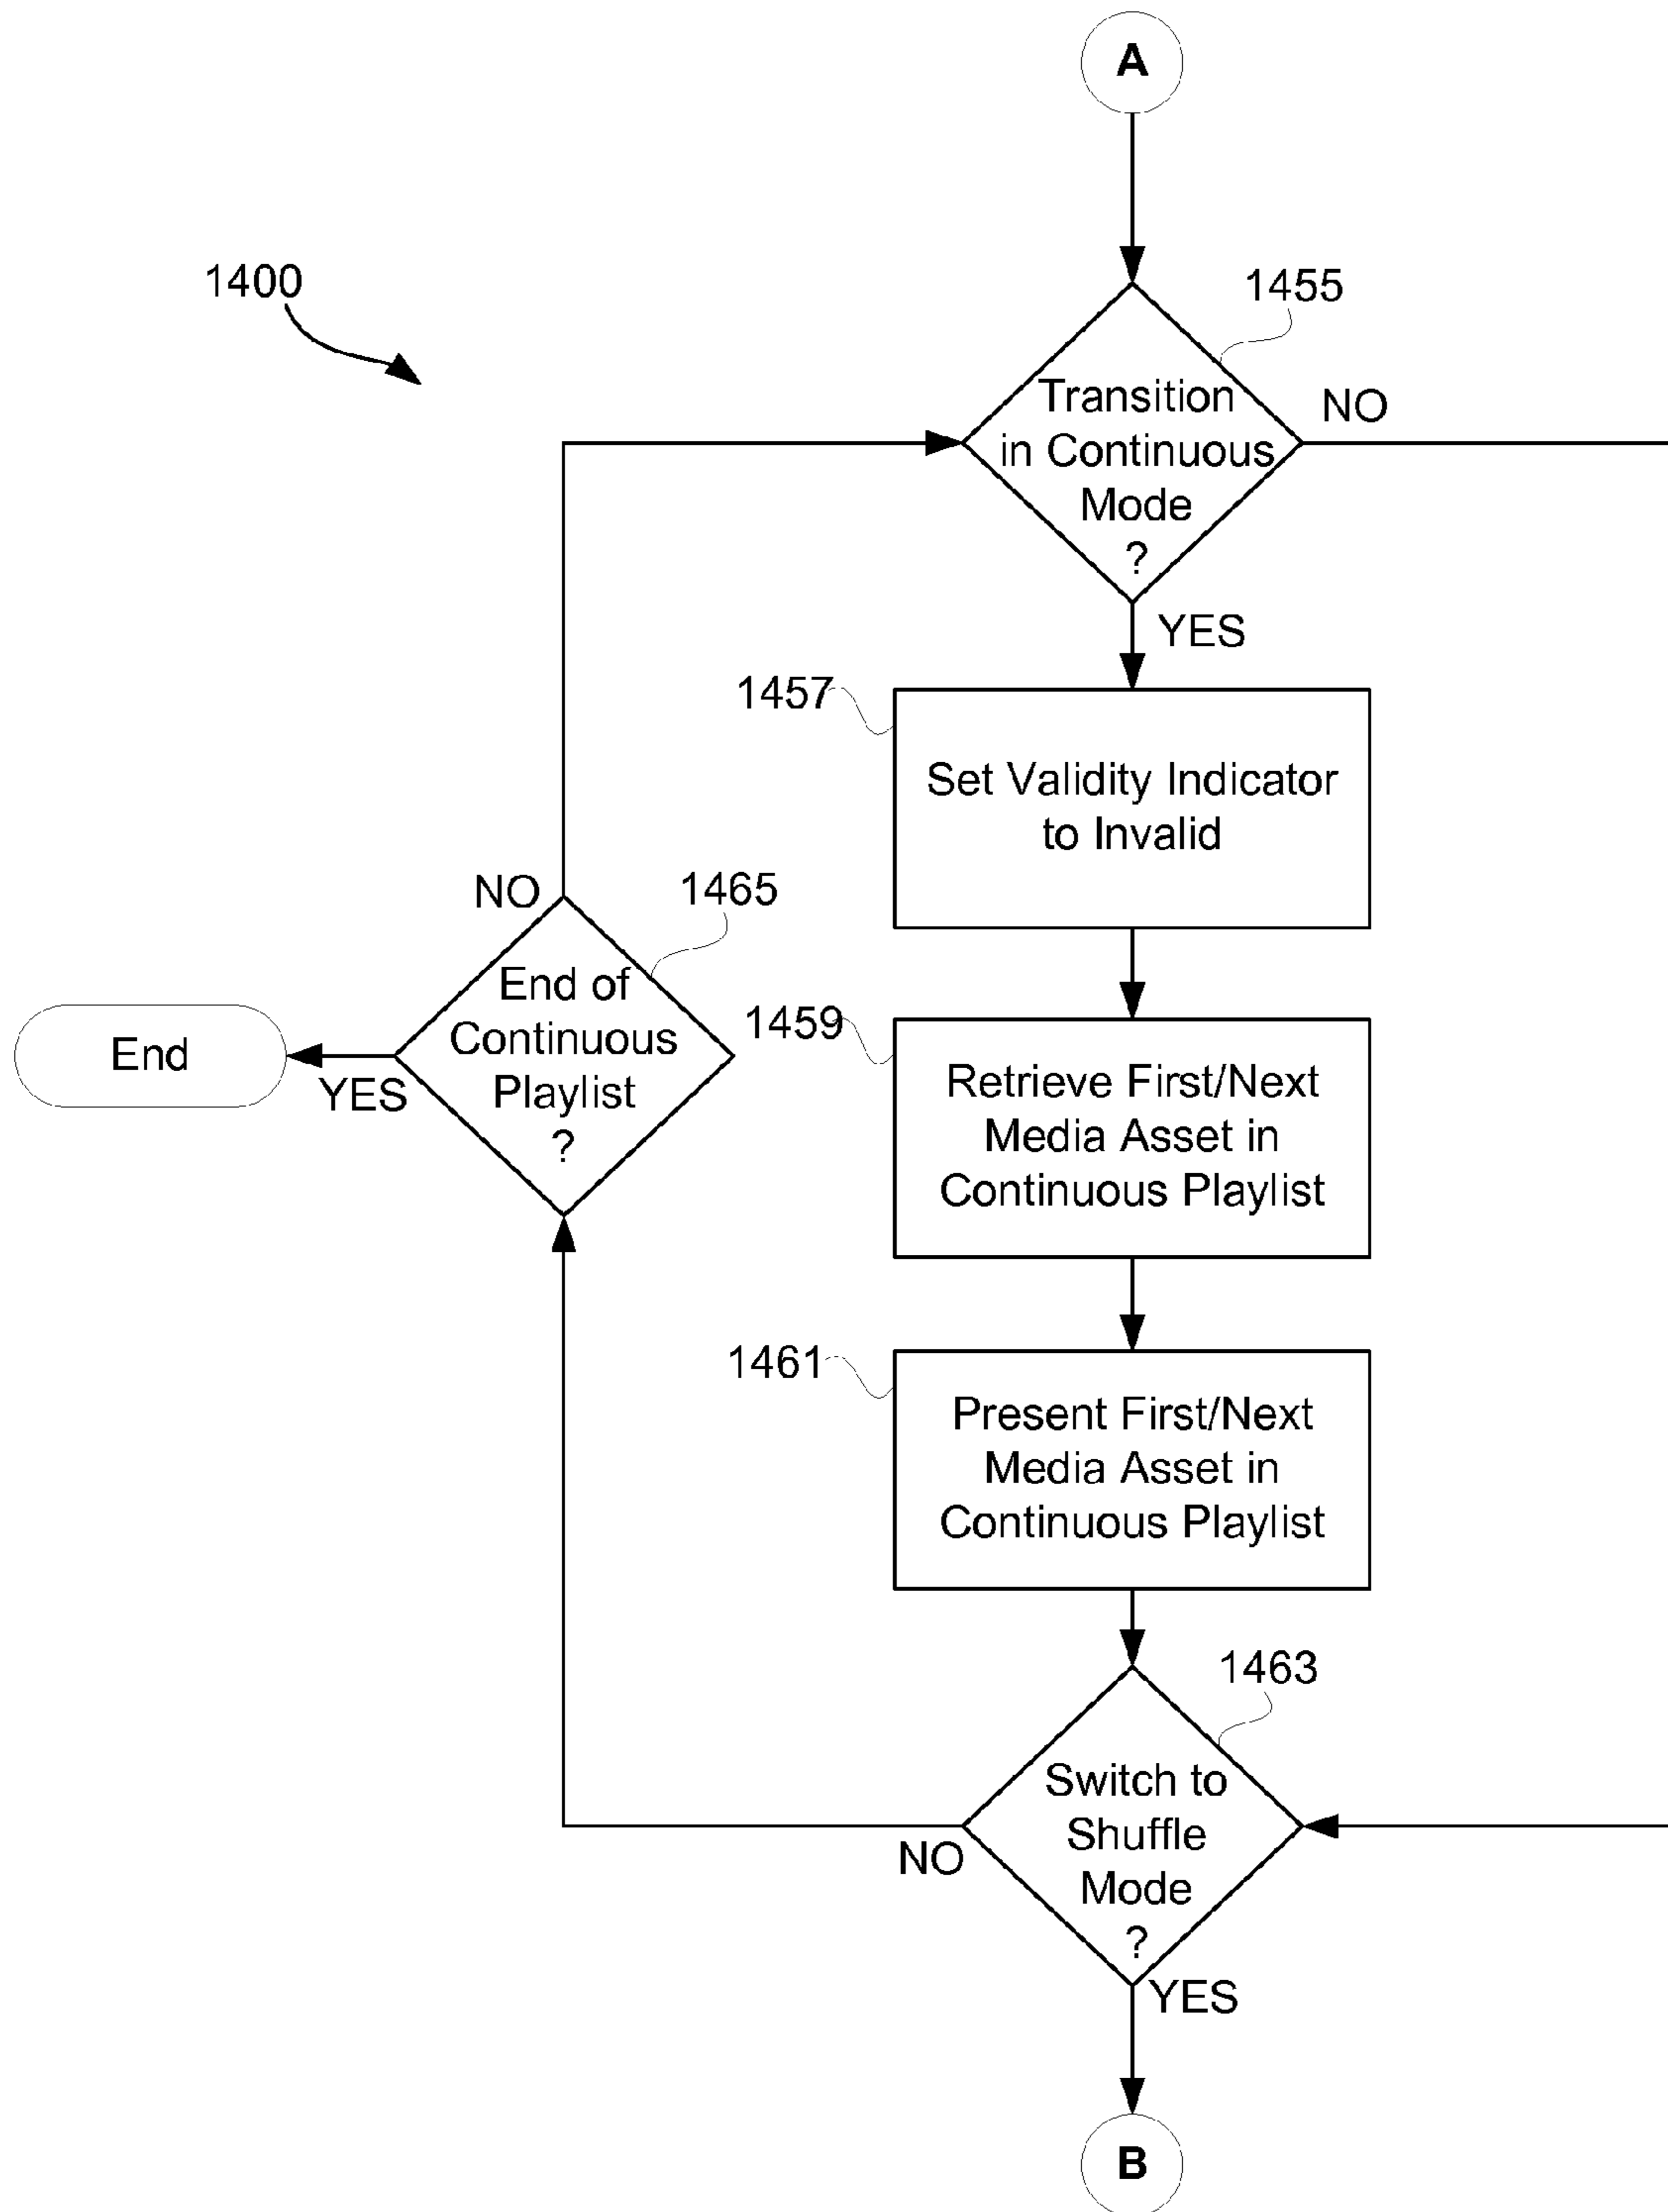 A
1400
1455
Transition
in Continuous
Mode
?
NO
YES
1457
Set Validity Indicator
to Invalid
NO
1465
End of
Continuous
Playlist
?
End
YES
1459
Retrieve First/Next
Media Asset in
Continuous Playlist
1461
Present First/Next
Media Asset in
Continuous Playlist
1463
Switch to
Shuffle
Mode
?
NO
YES
B